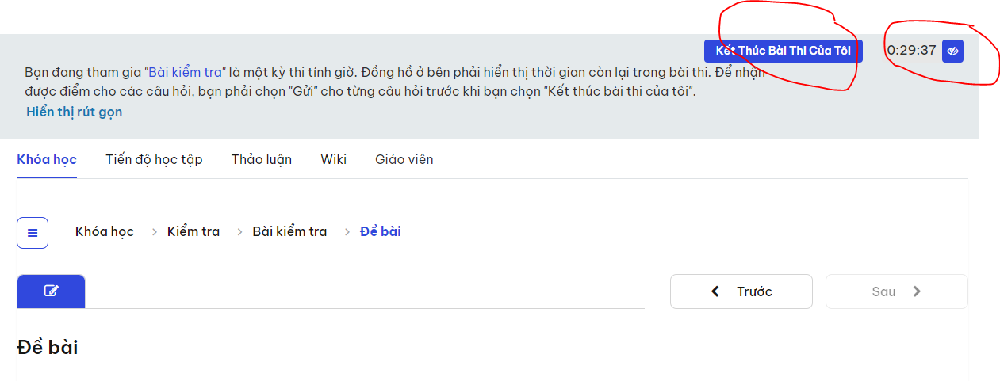 Kết Thúc Bài Thi Của Tôi 0:29:37
Bạn đang tham gia "Bài kiểm tra" là một kỳ thi tính giờ. Đồng hồ ở bên phải hiển thị thời gian còn lại trong bài thi. Để nhận
được điểm cho các câu hỏi, bạn phải chọn "Gửi" cho từng câu hỏi trước khi bạn chọn "Kết thúc bài thi của tôi".
Hiển thị rút gọn
Khóa học Tiến độ học tập Thảo luận Wiki Giáo viên
Khóa học > Kiểm tra > Bài kiểm tra > Đề bài
Trước Sau
Đề bài